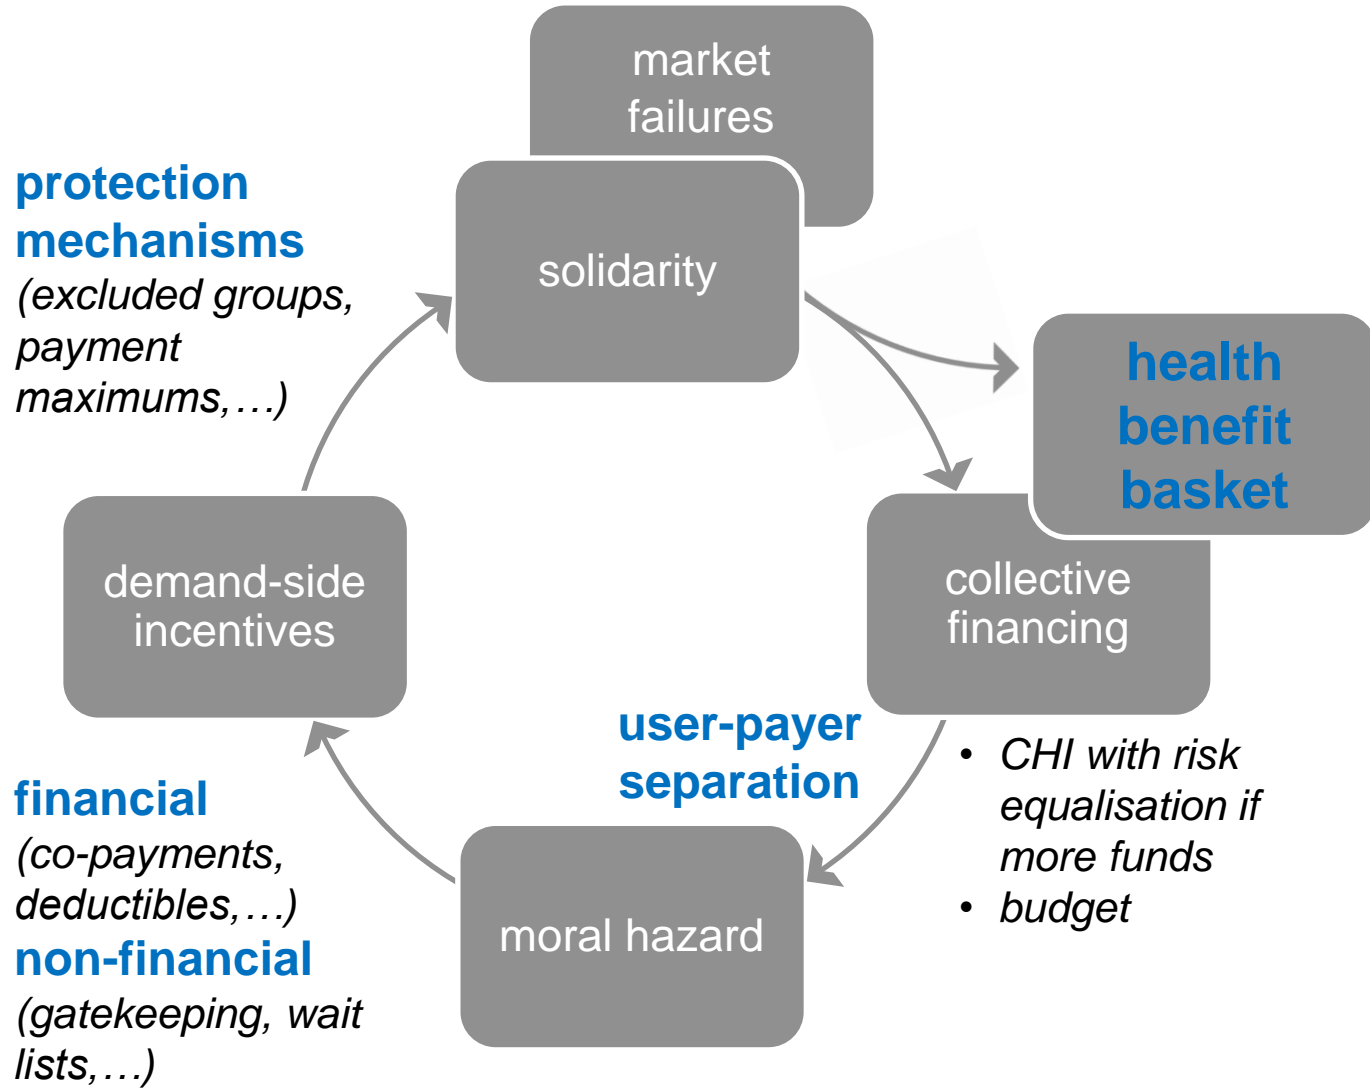 market
failures
solidarity
protection
mechanisms
(excluded groups,
payment
maximums,…)
health
benefit
basket
collective
financing
demand-side
incentives
user-payer
separation
• CHI with risk
equalisation if
more funds
• budget
moral hazard
financial
(co-payments,
deductibles,…)
non-financial
(gatekeeping, wait
lists,…)